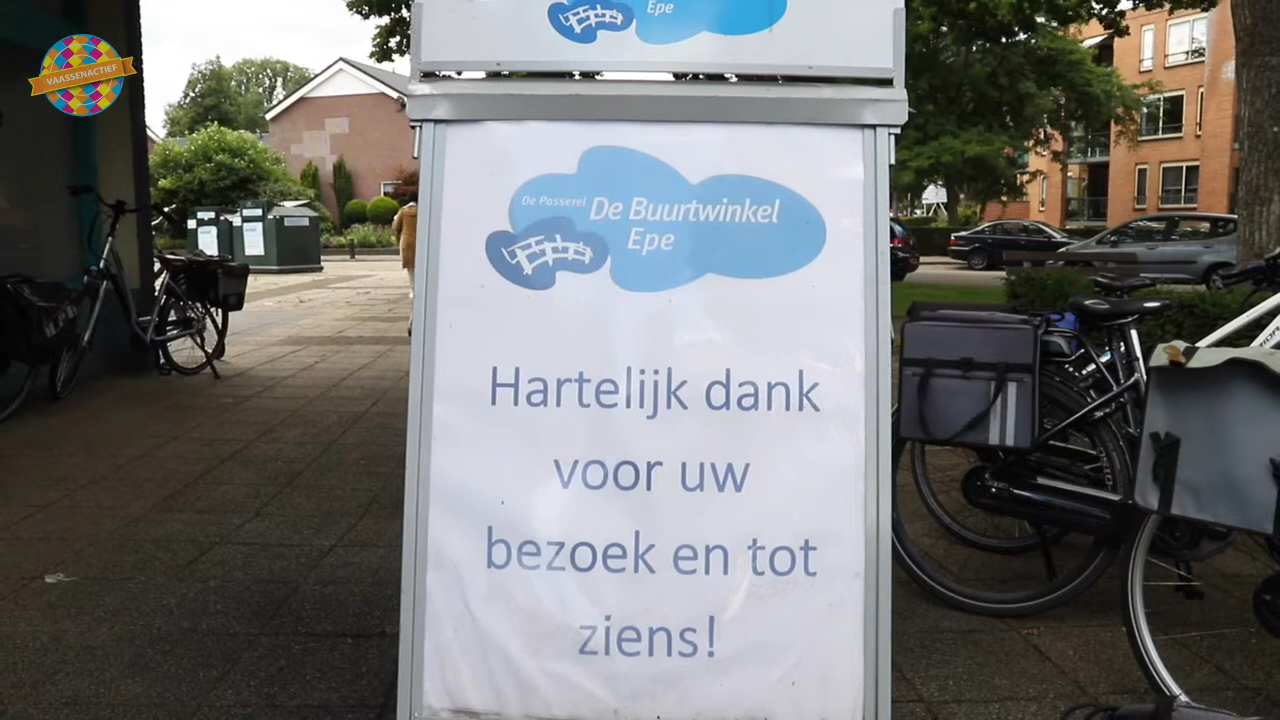 VAASSENACTIEF
Epe
De Passerel De Buurtwinkel
Epe
Hartelijk dank
voor uw
bezoek en tot
ziens!